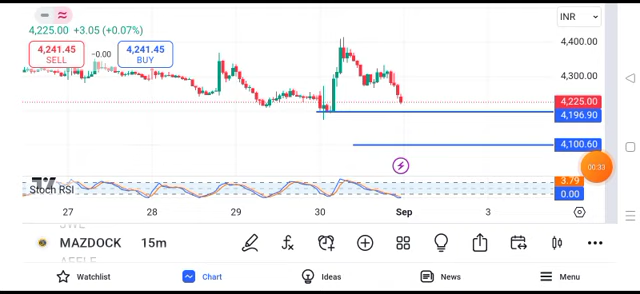 INR
4,225.00 +3.05 (+0.07%)
4,241.45
SELL
−0.00
4,241.45
BUY
4,400.00
4,300.00
4,225.00
4,196.90
4,100.60
00:33
Stoch RSI
3.79
0.00
27 28 29 30 Sep 3
MAZDOCK 15m
Watchlist Chart Ideas News Menu